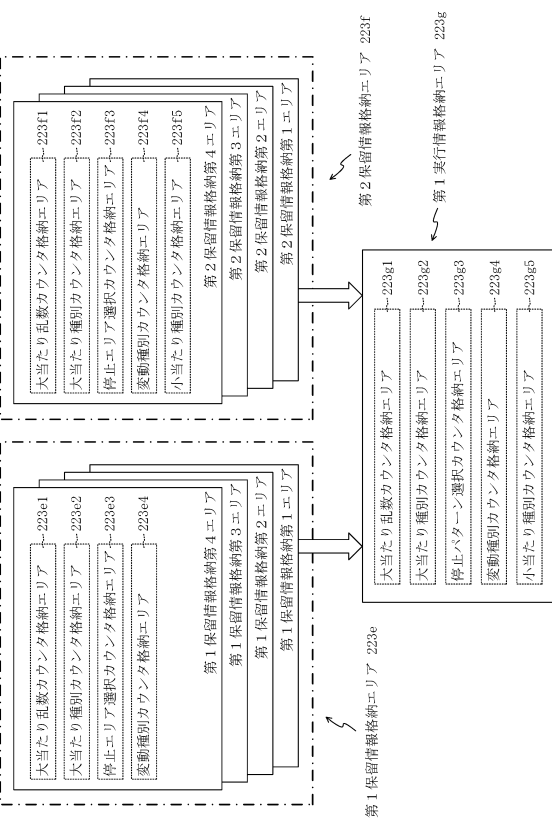 第２保留情報格納エリア 223f
大当たり乱数カウンタ格納エリア 223f1
大当たり種別カウンタ格納エリア 223f2
停止エリア選択カウンタ格納エリア 223f3
変動種別カウンタ格納エリア 223f4
小当たり種別カウンタ格納エリア 223f5
第２保留情報格納第４エリア
第２保留情報格納第３エリア
第２保留情報格納第２エリア
第２保留情報格納第１エリア
第１保留情報格納エリア 223e
大当たり乱数カウンタ格納エリア 223e1
大当たり種別カウンタ格納エリア 223e2
停止エリア選択カウンタ格納エリア 223e3
変動種別カウンタ格納エリア 223e4
第１保留情報格納第４エリア
第１保留情報格納第３エリア
第１保留情報格納第２エリア
第１保留情報格納第１エリア
第１実行情報格納エリア 223g
大当たり乱数カウンタ格納エリア 223g1
大当たり種別カウンタ格納エリア 223g2
停止パターン選択カウンタ格納エリア 223g3
変動種別カウンタ格納エリア 223g4
小当たり種別カウンタ格納エリア 223g5